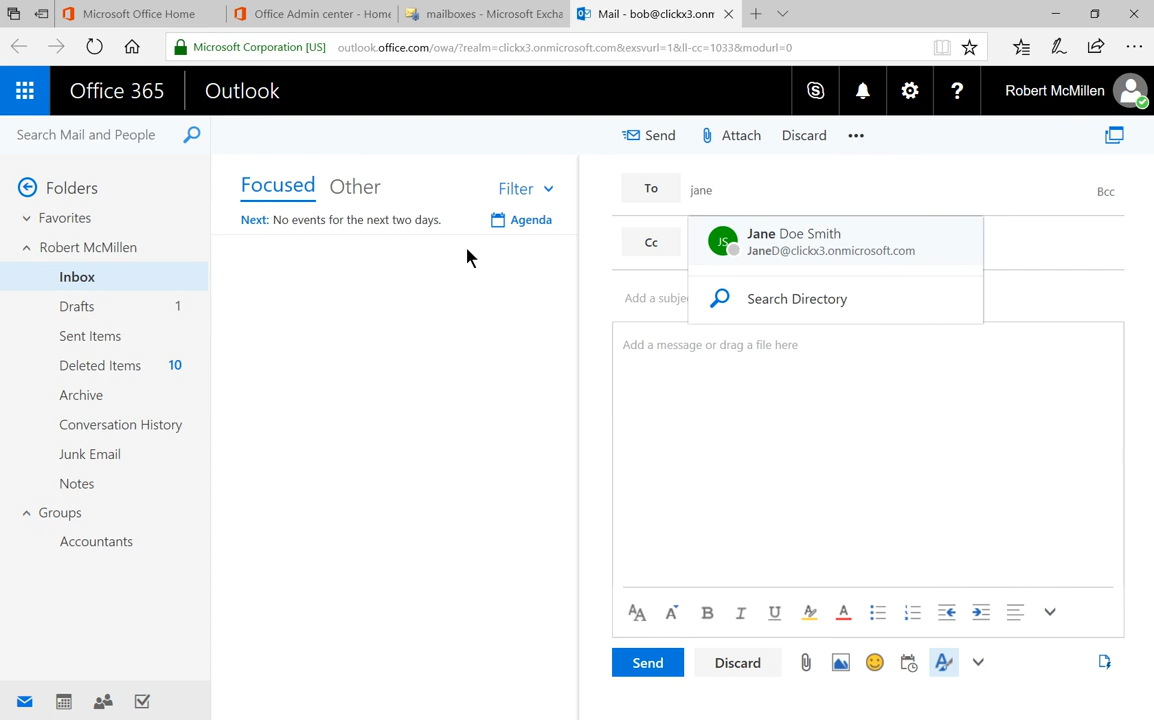 Microsoft Office Home
Office Admin center - Home
mailboxes - Microsoft Excha
Mail - bob@clickx3.onm
Microsoft Corporation [US]
outlook.office.com/owa/?realm=clickx3.onmicrosoft.com&exsvurl=1&ll-cc=1033&modurl=0
Office 365
Outlook
Robert McMillen
Search Mail and People
Send
Attach
Discard
Folders
Favorites
Robert McMillen
Inbox
Drafts 1
Sent Items
Deleted Items 10
Archive
Conversation History
Junk Email
Notes
Groups
Accountants
Focused Other
Filter
Next: No events for the next two days.
Agenda
To
jane
Bcc
Cc
Jane Doe Smith
JS
JaneD@clickx3.onmicrosoft.com
Search Directory
Add a subje
Add a message or drag a file here
Send
Discard